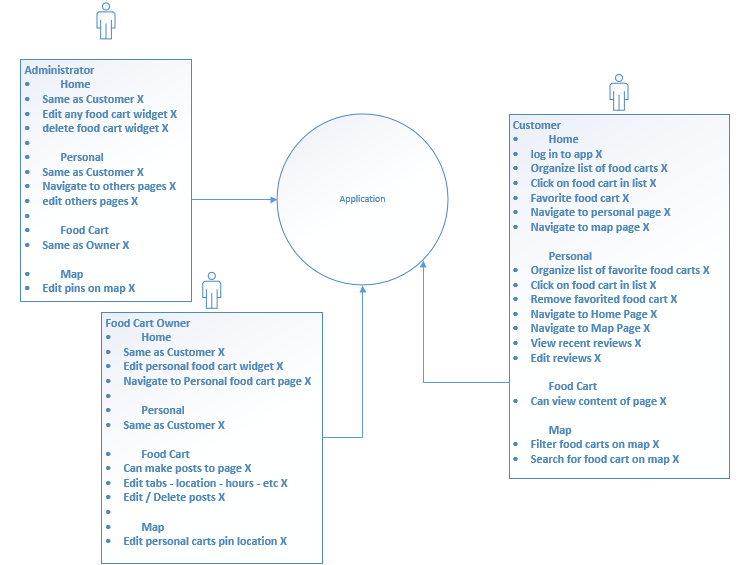 Administrator
• Home
• Same as Customer X
• Edit any food cart widget X
• delete food cart widget X
•
• Personal
• Same as Customer X
• Navigate to others pages X
• edit others pages X
•
• Food Cart
• Same as Owner X
• Map
• Edit pins on map X
Application
Customer
• Home
• log in to app X
• Organize list of food carts X
• Click on food cart in list X
• Favorite food cart X
• Navigate to personal page X
• Navigate to map page X
Personal
• Organize list of favorite food carts X
• Click on food cart in list X
• Remove favorited food cart X
• Navigate to Home Page X
• Navigate to Map Page X
• View recent reviews X
• Edit reviews X
Food Cart
• Can view content of page X
Map
• Filter food carts on map X
• Search for food cart on map X
Food Cart Owner
• Home
• Same as Customer X
• Edit personal food cart widget X
• Navigate to Personal food cart page X
•
• Personal
• Same as Customer X
• Food Cart
• Can make posts to page X
• Edit tabs - location - hours - etc X
• Edit / Delete posts X
•
• Map
• Edit personal carts pin location X